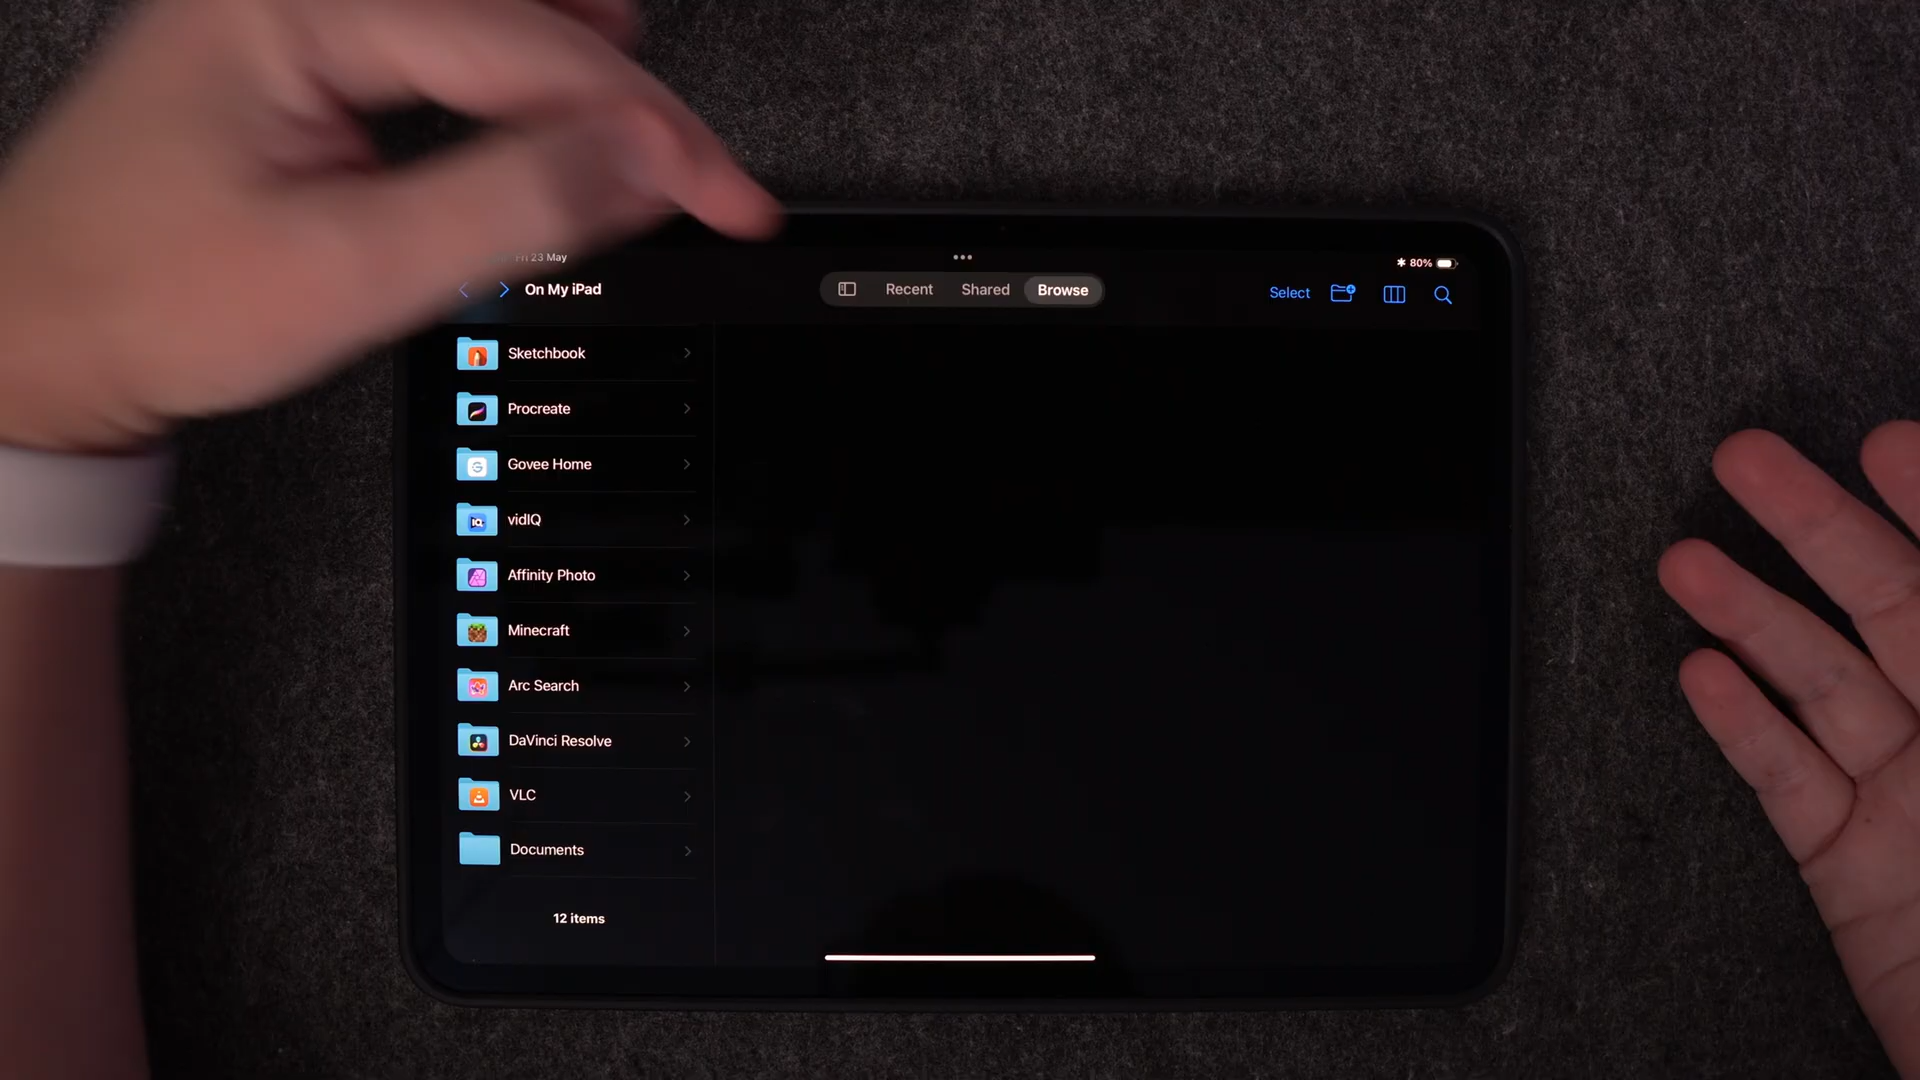 Fri 23 May
80%
On My iPad
Recent Shared Browse
Select
Sketchbook
Procreate
Govee Home
vidIQ
Affinity Photo
Minecraft
Arc Search
DaVinci Resolve
VLC
Documents
12 items